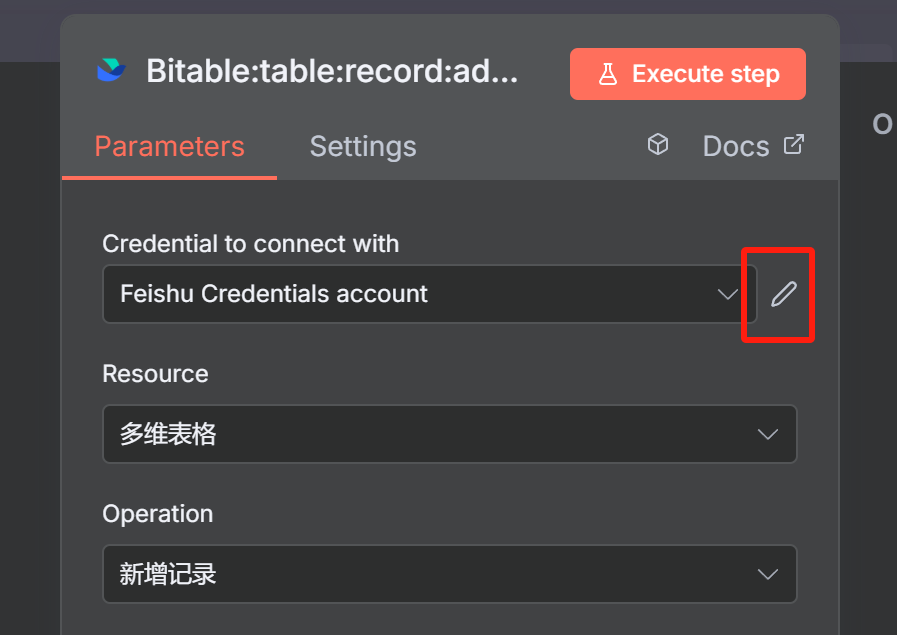 Bitable:table:record:ad...
Execute step
Parameters
Settings
Docs
Credential to connect with
Feishu Credentials account
Resource
多维表格
Operation
新增记录